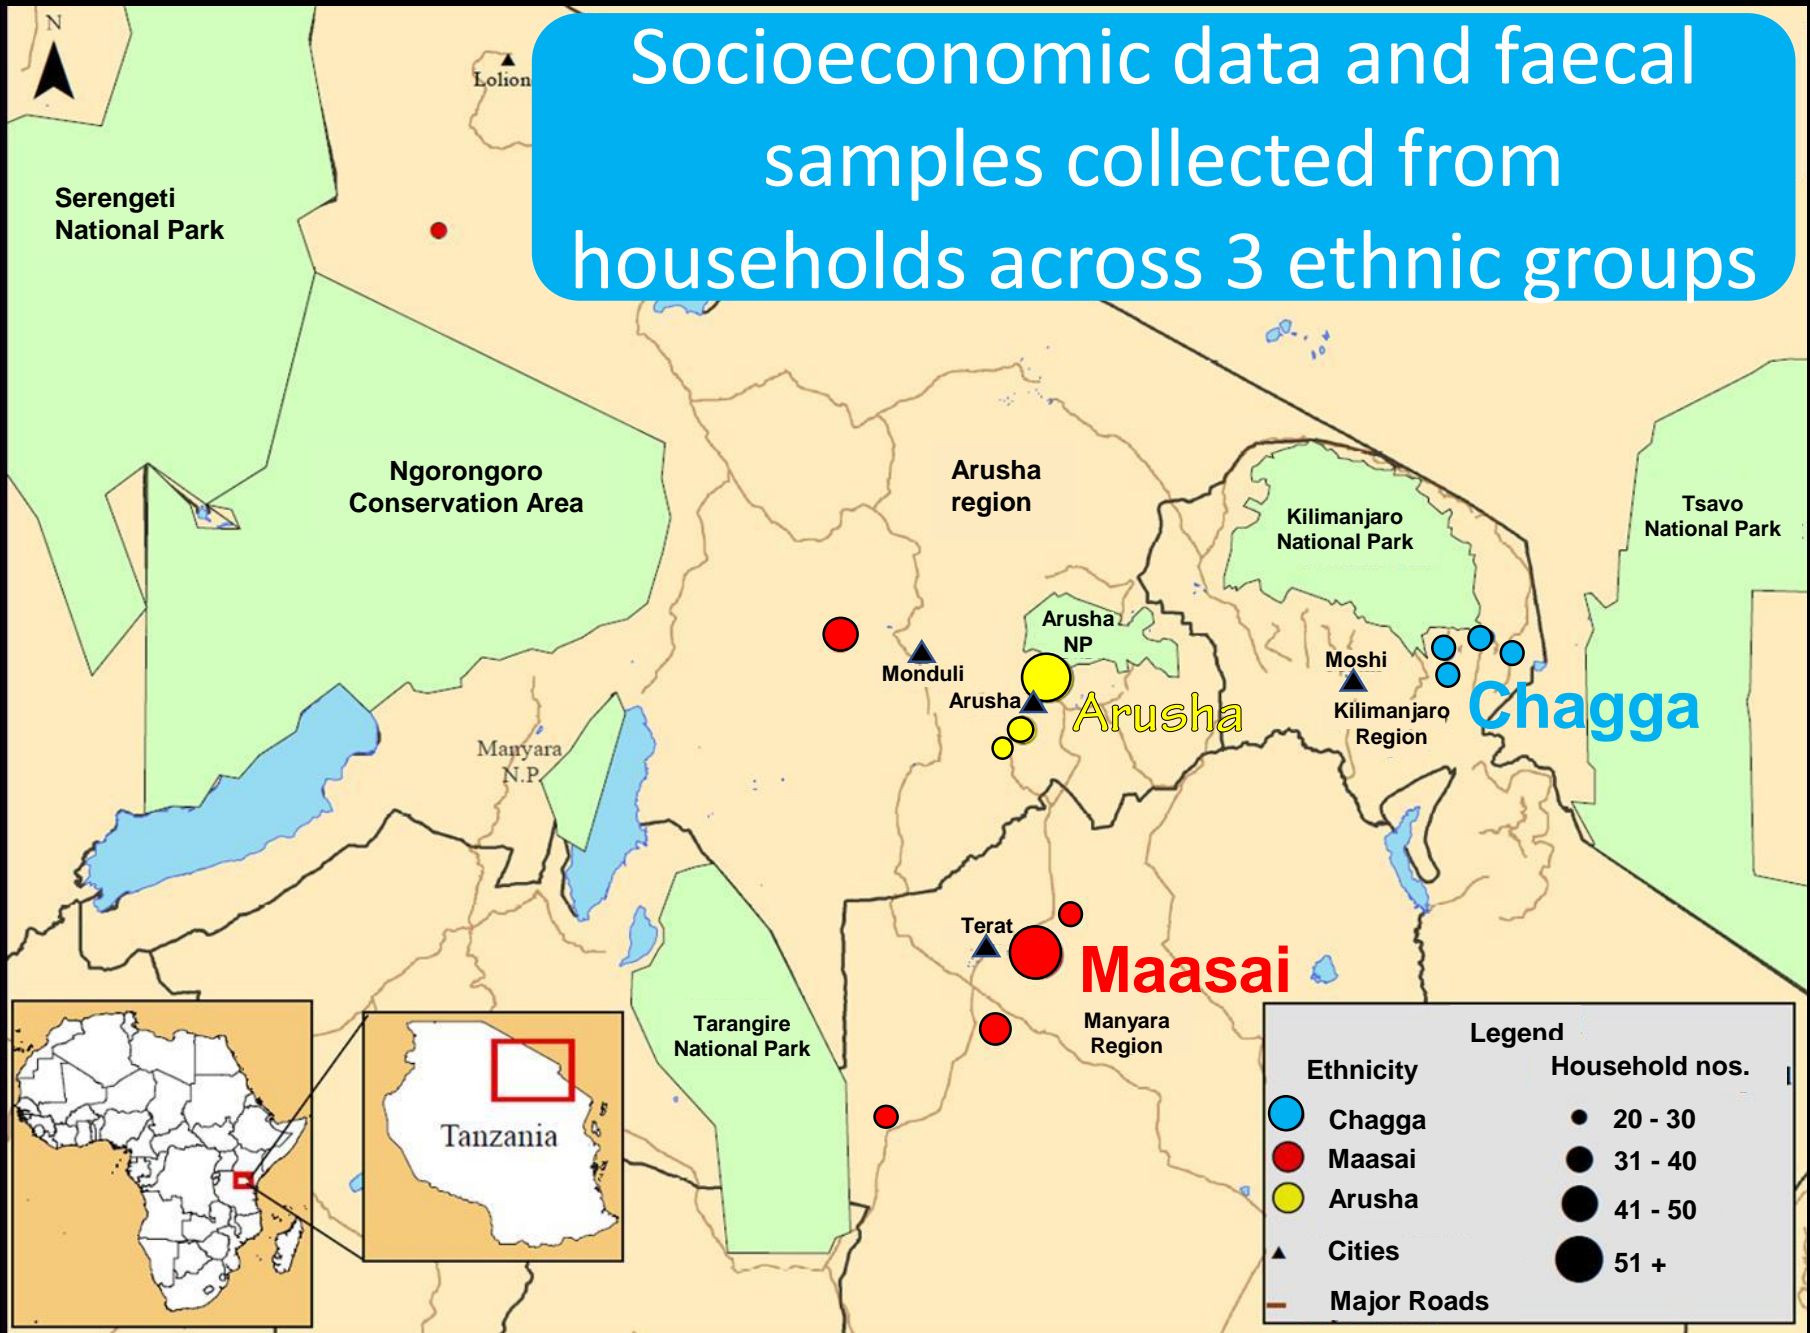 Socioeconomic data and faecal
samples collected from
households across 3 ethnic groups
N
Lolion
Serengeti
National Park
Ngorongoro
Conservation Area
Arusha
region
Kilimanjaro
National Park
Tsavo
National Park
Arusha
NP
Monduli
Arusha
Arusha
Moshi
Kilimanjaro
Region
Chagga
Manyara
N.P.
Terat
Maasai
Manyara
Region
Tarangire
National Park
Tanzania
Legend
Ethnicity
Household nos.
Chagga
20 - 30
Maasai
31 - 40
Arusha
41 - 50
Cities
51 +
Major Roads